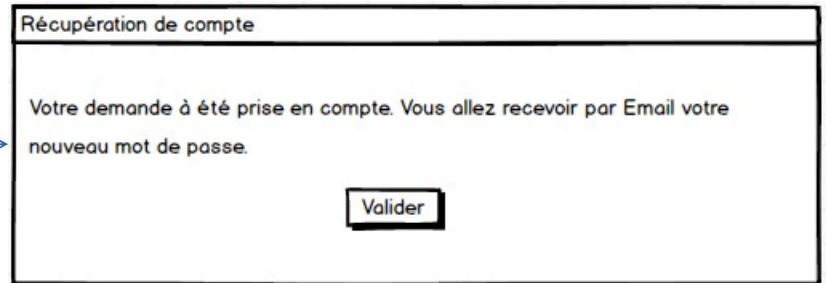 Récupération de compte
Votre demande à été prise en compte. Vous allez recevoir par Email votre
nouveau mot de passe.
Valider